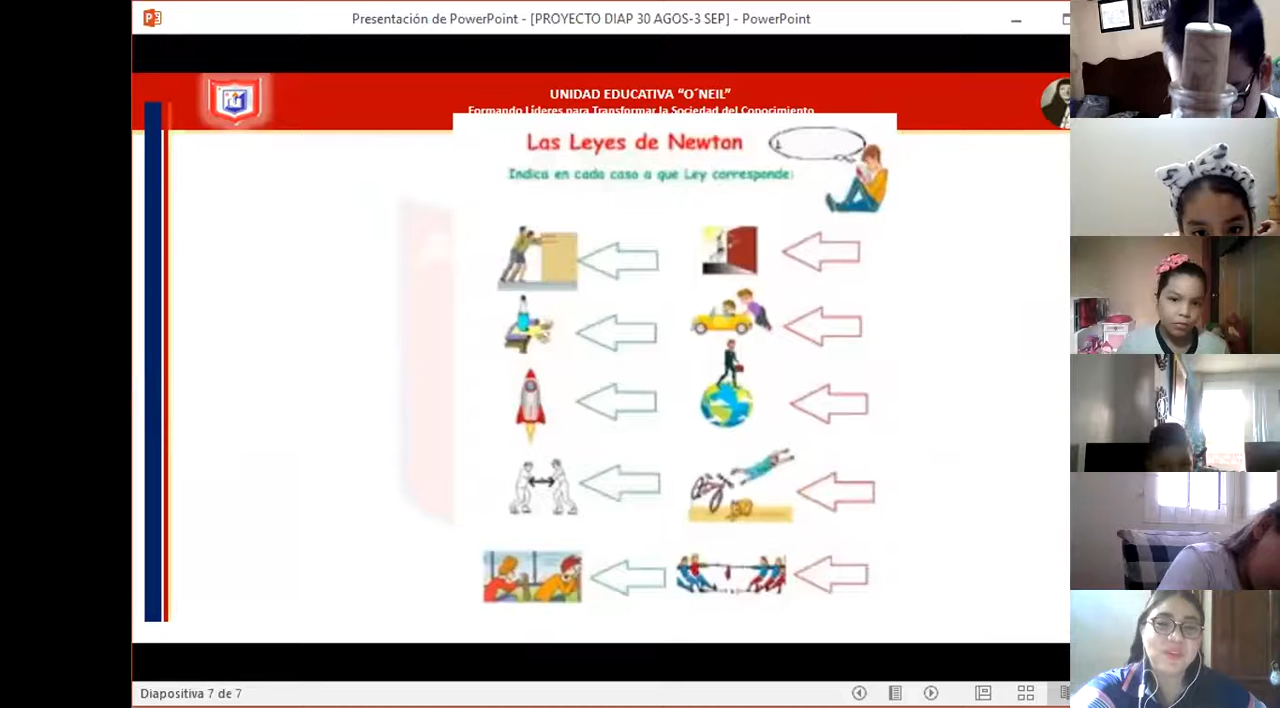 Presentación de PowerPoint - [PROYECTO DIAP 30 AGOS-3 SEP] - PowerPoint
UNIDAD EDUCATIVA “O´NEIL”
Formando Líderes para Transformar la Sociedad del Conocimiento
Las Leyes de Newton
Indica en cada caso a que Ley corresponde:
Diapositiva 7 de 7